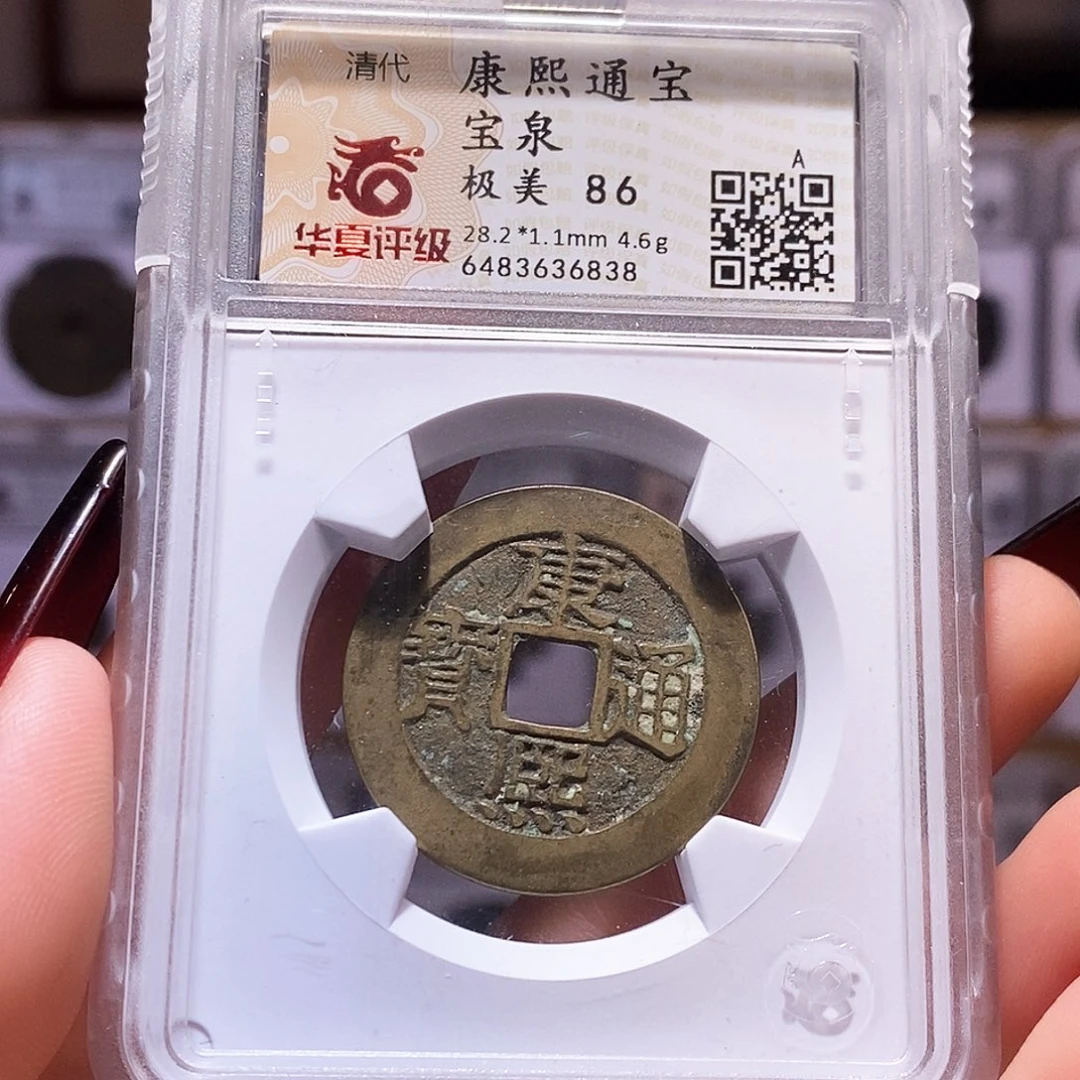 清代
康熙通宝
宝泉
极美 86
华夏评级
28.2*1.1mm 4.6g
6483636838
A
康熙通寶